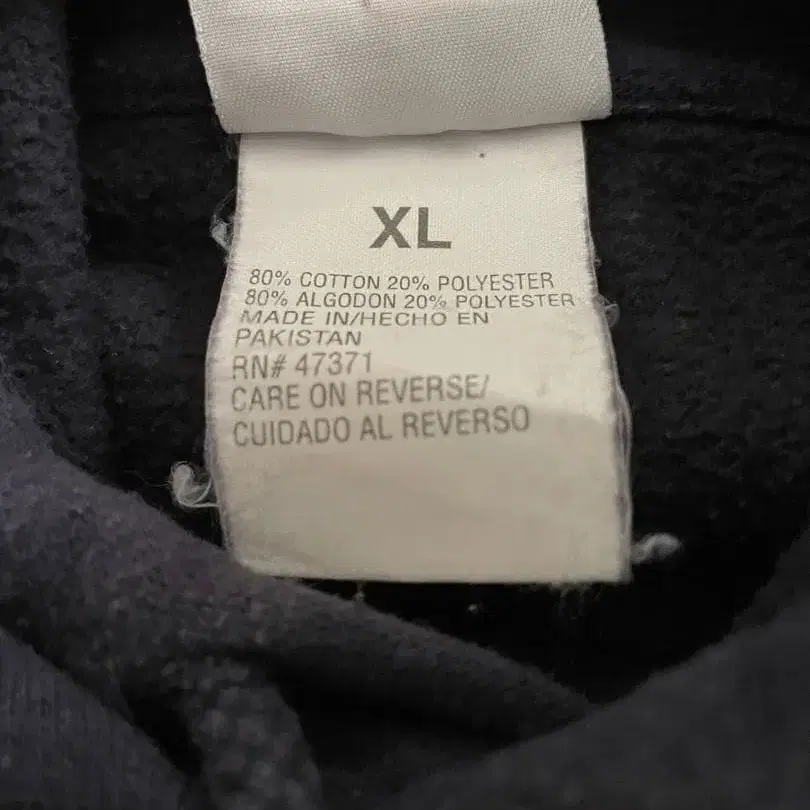 XL
80% COTTON 20% POLYESTER
80% ALGODON 20% POLYESTER
MADE IN/HECHO EN
PAKISTAN
RN# 47371
CARE ON REVERSE/
CUIDADO AL REVERSO